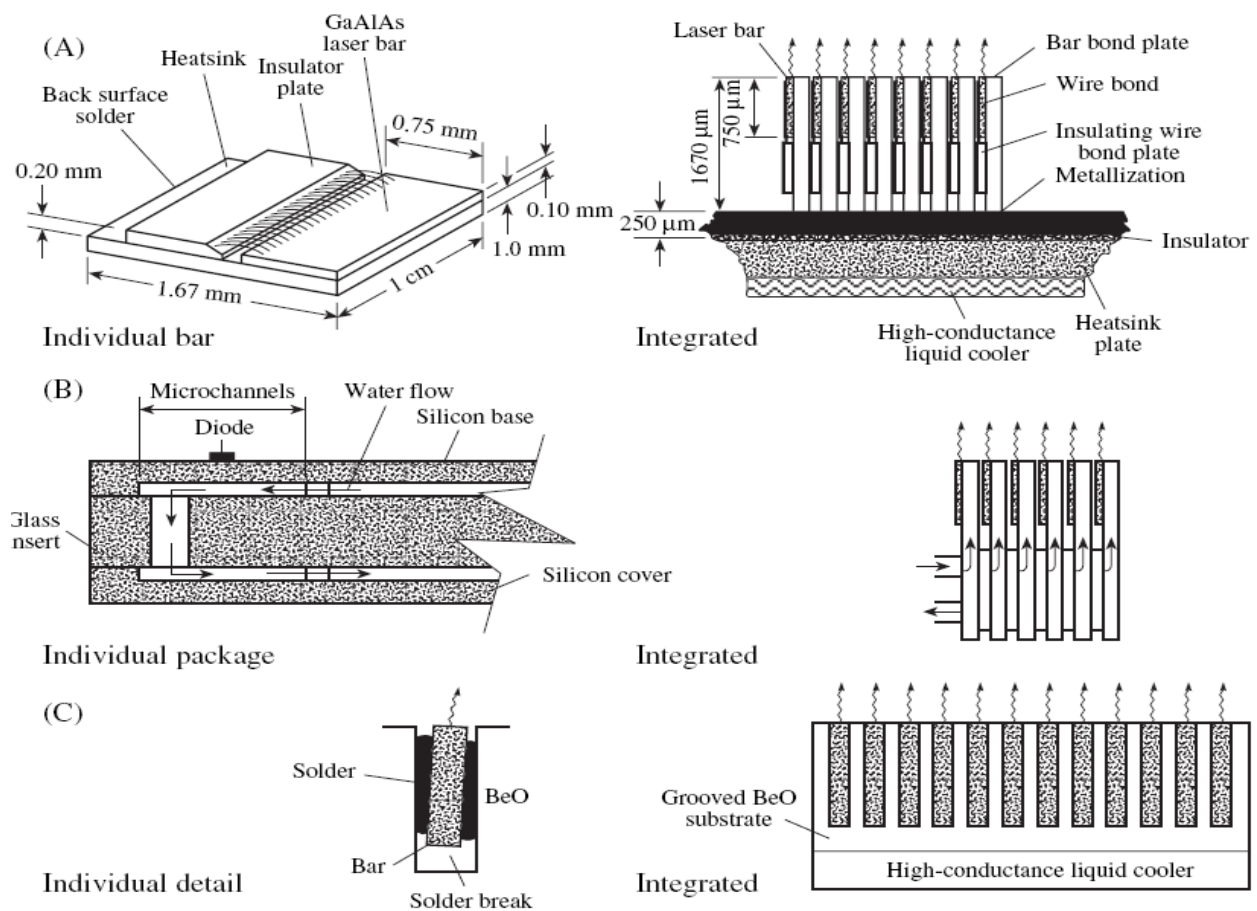 (A)
GaAlAs
laser bar
Heatsink
Insulator
plate
Back surface
solder
0.75 mm
0.20 mm
0.10 mm
1.0 mm
1.67 mm
1 cm
Individual bar
Laser bar
Bar bond plate
Wire bond
750 µm
1670 µm
Insulating wire
bond plate
Metallization
250 µm
Insulator
High-conductance
liquid cooler
Heatsink
plate
Integrated
(B)
Microchannels
Water flow
Silicon base
Diode
Glass
nsert
Silicon cover
Individual package
Integrated
(C)
Solder
BeO
Bar
Solder break
Individual detail
Grooved BeO
substrate
High-conductance liquid cooler
Integrated